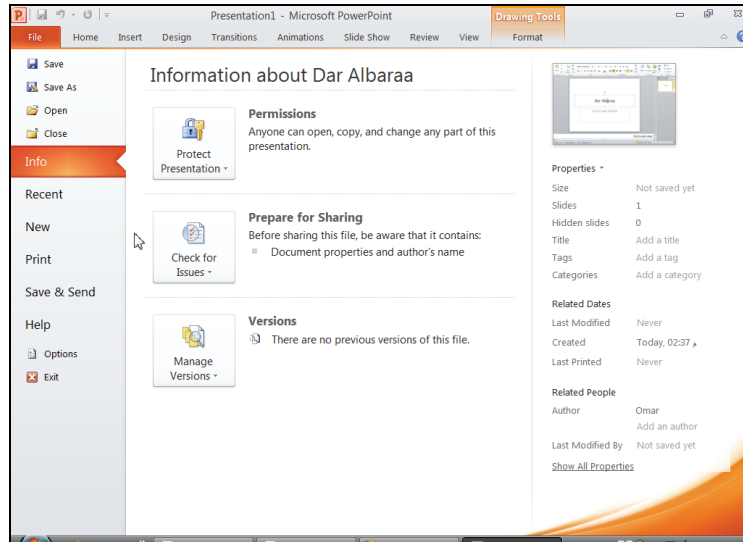 Presentation1 - Microsoft PowerPoint
Drawing Tools
File Home Insert Design Transitions Animations Slide Show Review View Format
Save
Save As
Open
Close
Info
Recent
New
Print
Save & Send
Help
Options
Exit
Information about Dar Albaraa
Protect
Presentation
Permissions
Anyone can open, copy, and change any part of this
presentation.
Check for
Issues
Prepare for Sharing
Before sharing this file, be aware that it contains:
Document properties and author's name
Manage
Versions
Versions
There are no previous versions of this file.
Dar Albaraa
Properties
Size Not saved yet
Slides 1
Hidden slides 0
Title Add a title
Tags Add a tag
Categories Add a category
Related Dates
Last Modified Never
Created Today, 02:37 م
Last Printed Never
Related People
Author Omar
Add an author
Last Modified By Not saved yet
Show All Properties